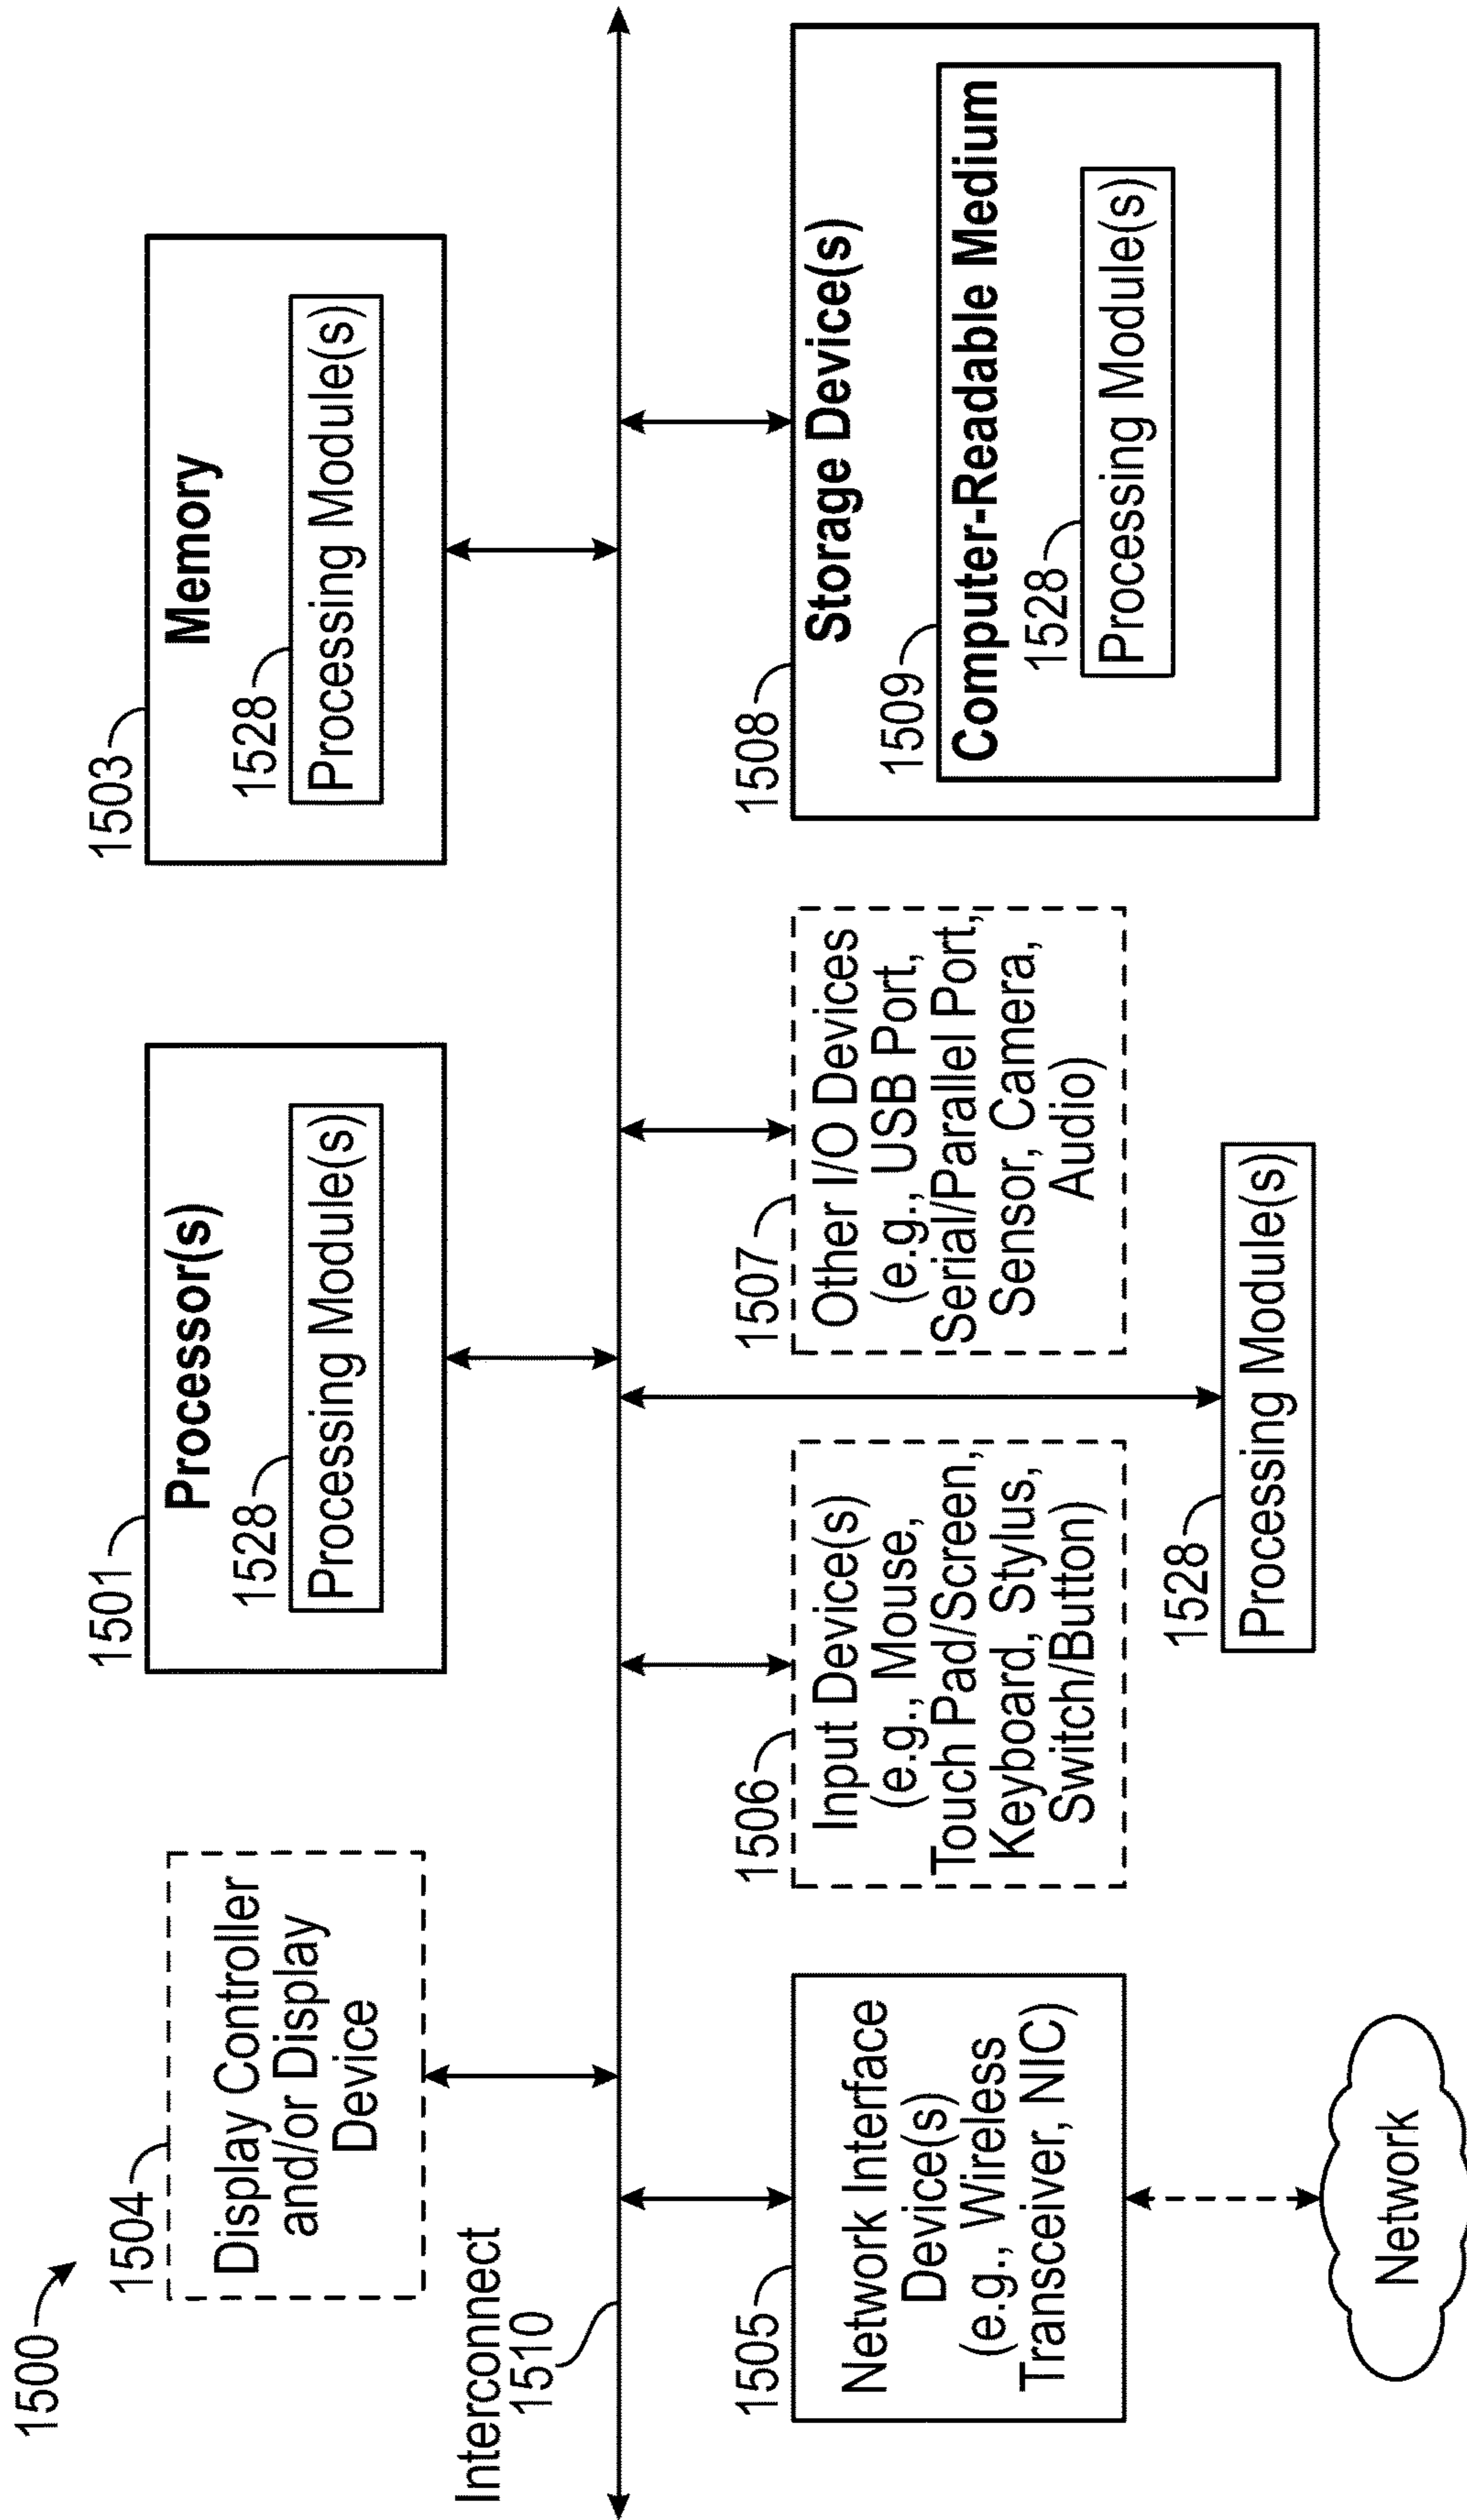 1500
1504
Display Controller
and/or Display
Device
1501
Processor(s)
1528
Processing Module(s)
1503
Memory
1528
Processing Module(s)
Interconnect
1510
1505
Network Interface
Device(s)
(e.g., Wireless
Transceiver, NIC)
Network
1506
Input Device(s)
(e.g., Mouse,
Touch Pad/Screen,
Keyboard, Stylus,
Switch/Button)
1528
Processing Module(s)
1507
Other I/O Devices
(e.g., USB Port,
Serial/Parallel Port,
Sensor, Camera,
Audio)
1508
Storage Device(s)
1509
Computer-Readable Medium
1528
Processing Module(s)